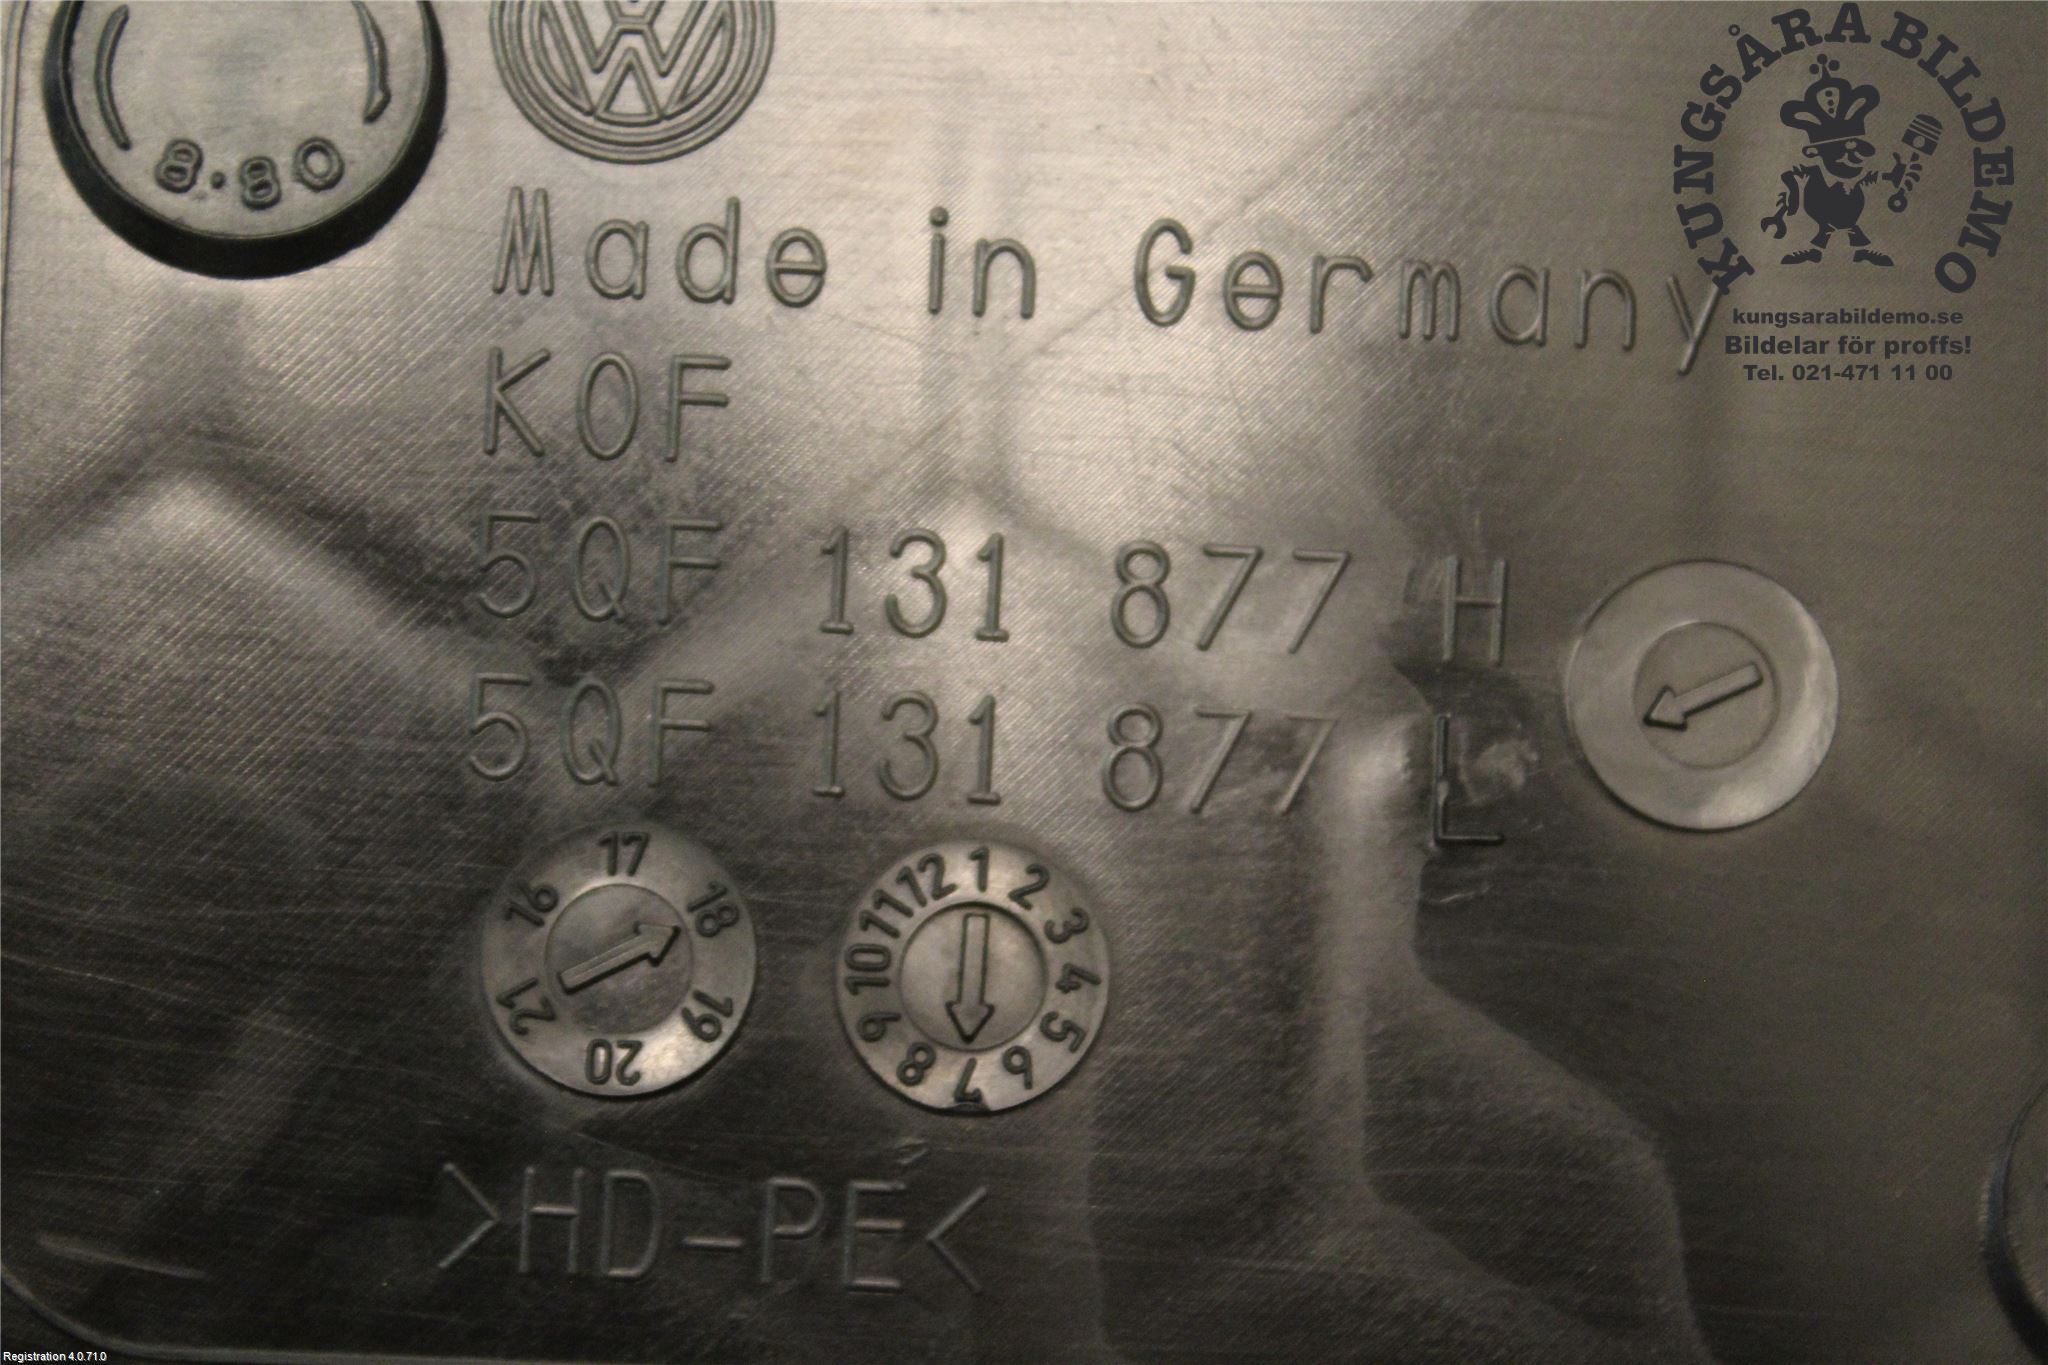 8.80
VW
Made in Germany
K0F
5QF 131 877 H
5QF 131 877 L
16 17 18 19 20 21
1 2 3 4 5 6 7 8 9 10 11 12
>HD-PE<
KUNGSÅRA BILDEMO
kungsarabildemo.se
Bildelar för proffs!
Tel. 021-471 11 00
Registration 4.0.71.0